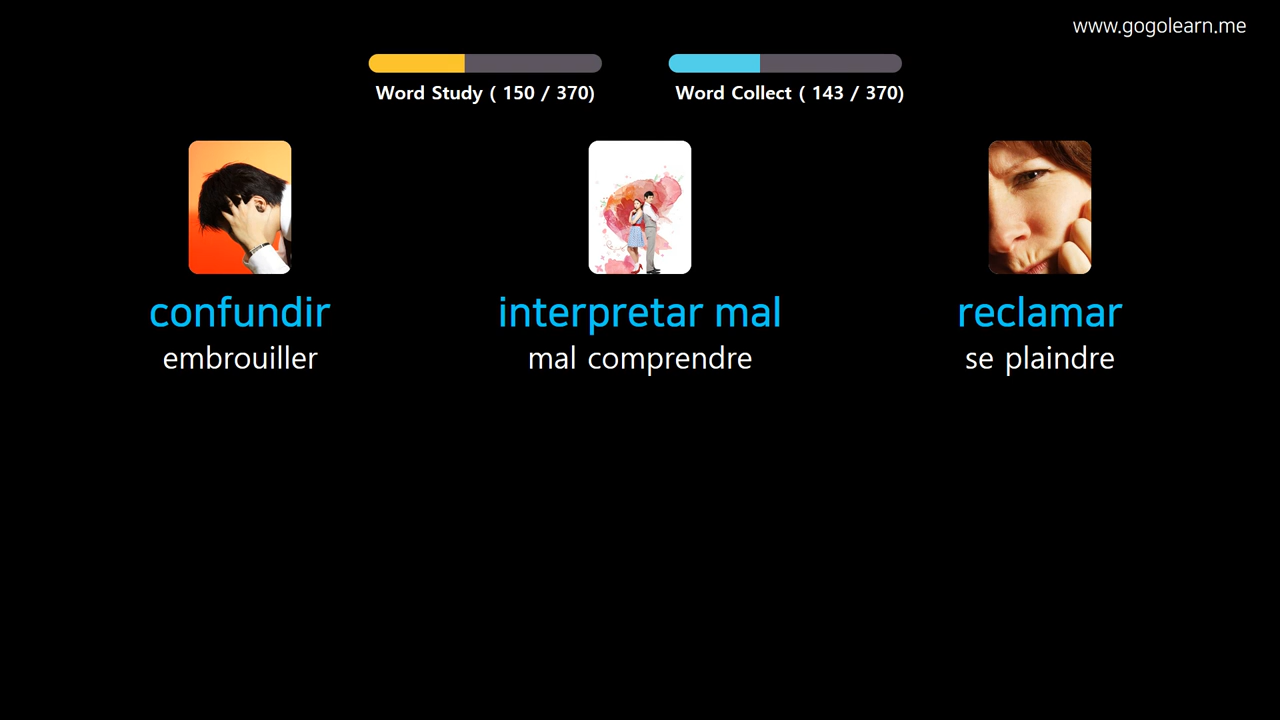 www.gogolearn.me
Word Study ( 150 / 370)
Word Collect ( 143 / 370)
confundir
embrouiller
interpretar mal
mal comprendre
reclamar
se plaindre